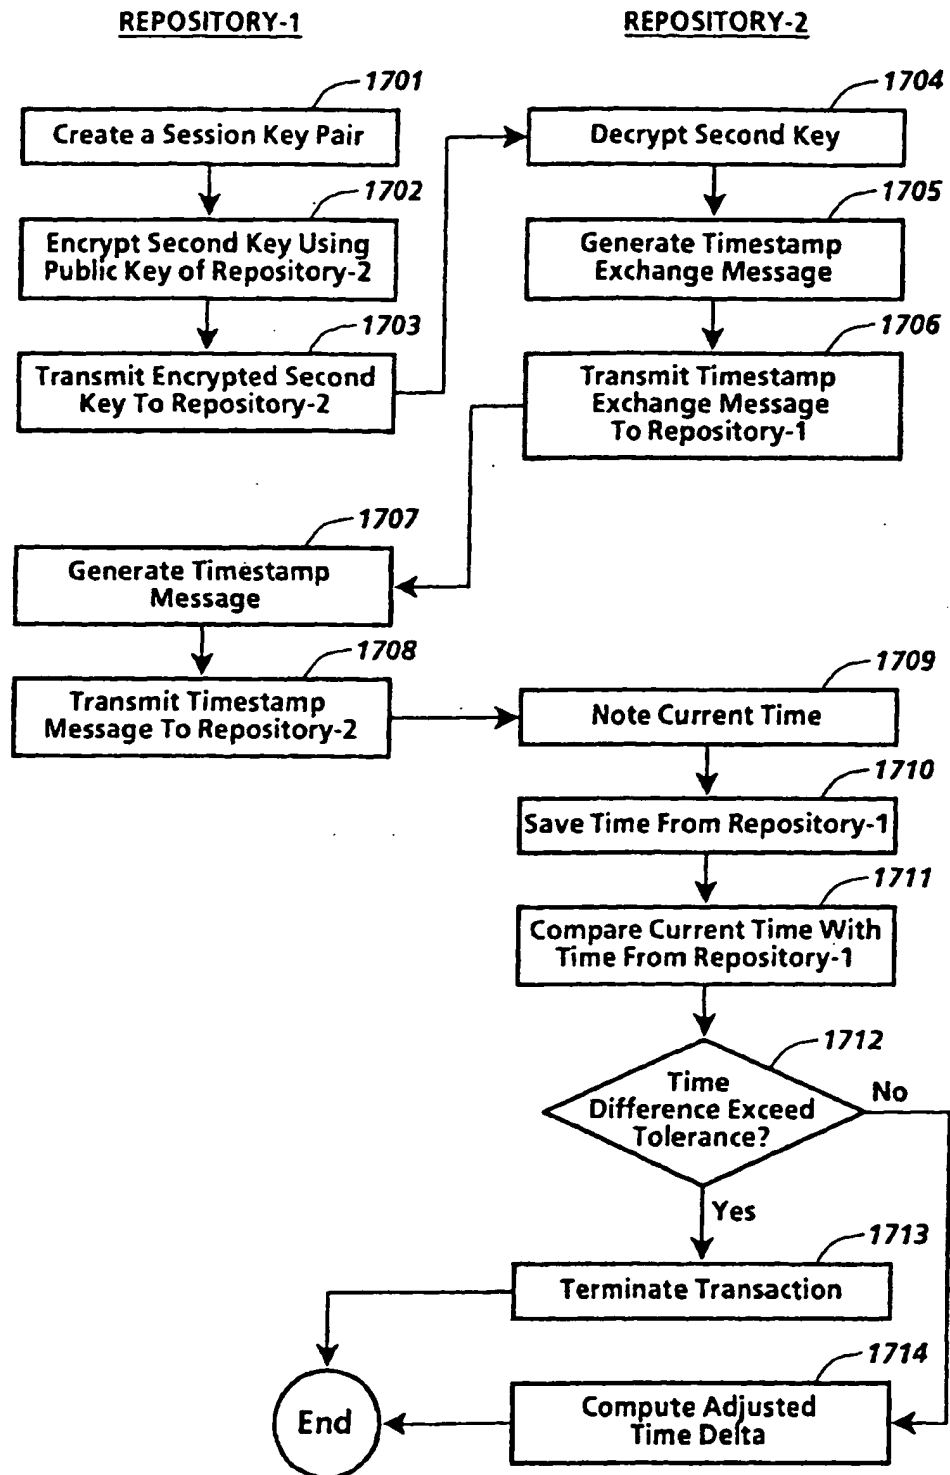 REPOSITORY-1
REPOSITORY-2
1701
Create a Session Key Pair
1702
Encrypt Second Key Using
Public Key of Repository-2
1703
Transmit Encrypted Second
Key To Repository-2
1704
Decrypt Second Key
1705
Generate Timestamp
Exchange Message
1706
Transmit Timestamp
Exchange Message
To Repository-1
1707
Generate Timestamp
Message
1708
Transmit Timestamp
Message To Repository-2
1709
Note Current Time
1710
Save Time From Repository-1
1711
Compare Current Time With
Time From Repository-1
1712
Time
Difference Exceed
Tolerance?
No
Yes
1713
Terminate Transaction
1714
Compute Adjusted
Time Delta
End